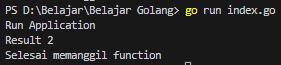 PS D:\Belajar\Belajar Golang> go run index.go
Run Application
Result 2
Selesai memanggil function